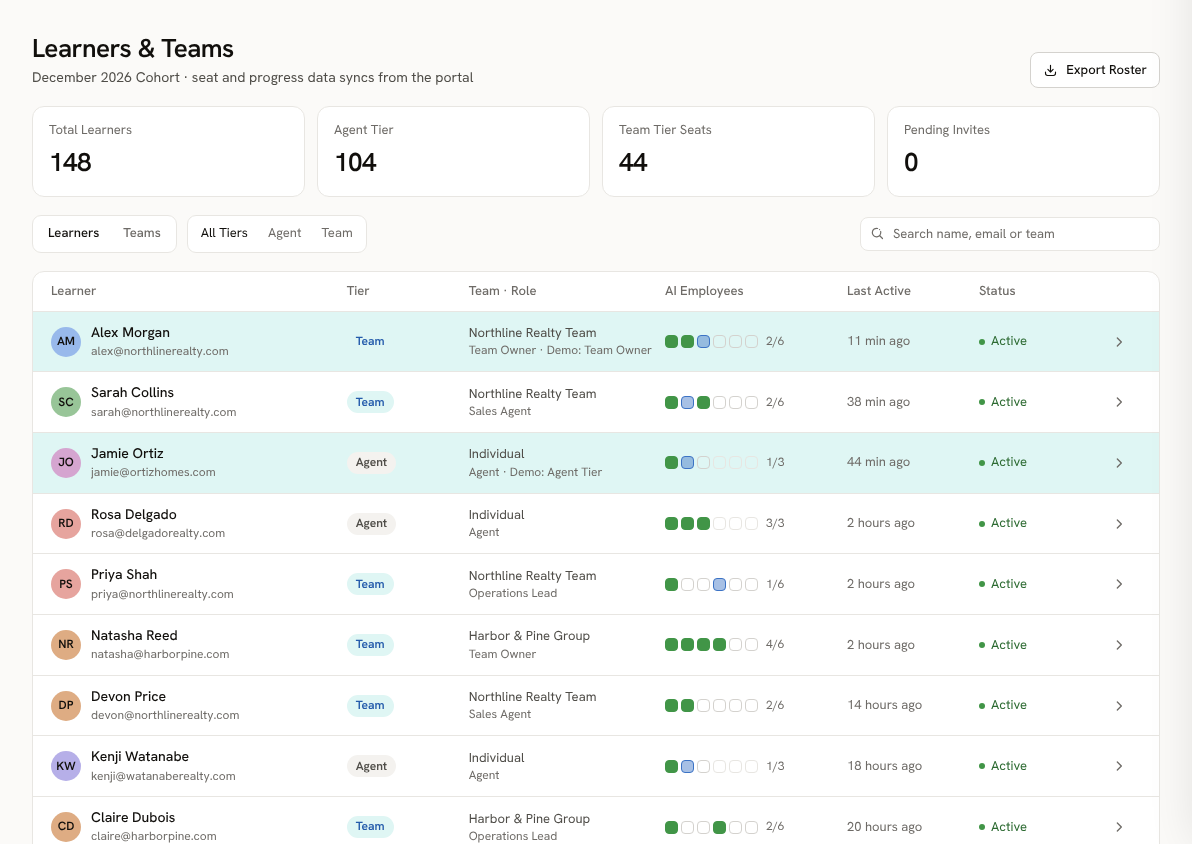 Learners & Teams
December 2026 Cohort · seat and progress data syncs from the portal
Export Roster
Total Learners
148
Agent Tier
104
Team Tier Seats
44
Pending Invites
0
Learners Teams
All Tiers Agent Team
Search name, email or team
Learner Tier Team · Role AI Employees Last Active Status
AM Alex Morgan
alex@northlinerealty.com
Team
Northline Realty Team
Team Owner · Demo: Team Owner
2/6 11 min ago Active
SC Sarah Collins
sarah@northlinerealty.com
Team
Northline Realty Team
Sales Agent
2/6 38 min ago Active
JO Jamie Ortiz
jamie@ortizhomes.com
Agent
Individual
Agent · Demo: Agent Tier
1/3 44 min ago Active
RD Rosa Delgado
rosa@delgadorealty.com
Agent
Individual
Agent
3/3 2 hours ago Active
PS Priya Shah
priya@northlinerealty.com
Team
Northline Realty Team
Operations Lead
1/6 2 hours ago Active
NR Natasha Reed
natasha@harborpine.com
Team
Harbor & Pine Group
Team Owner
4/6 2 hours ago Active
DP Devon Price
devon@northlinerealty.com
Team
Northline Realty Team
Sales Agent
2/6 14 hours ago Active
KW Kenji Watanabe
kenji@watanaberealty.com
Agent
Individual
Agent
1/3 18 hours ago Active
CD Claire Dubois
claire@harborpine.com
Team
Harbor & Pine Group
Operations Lead
2/6 20 hours ago Active